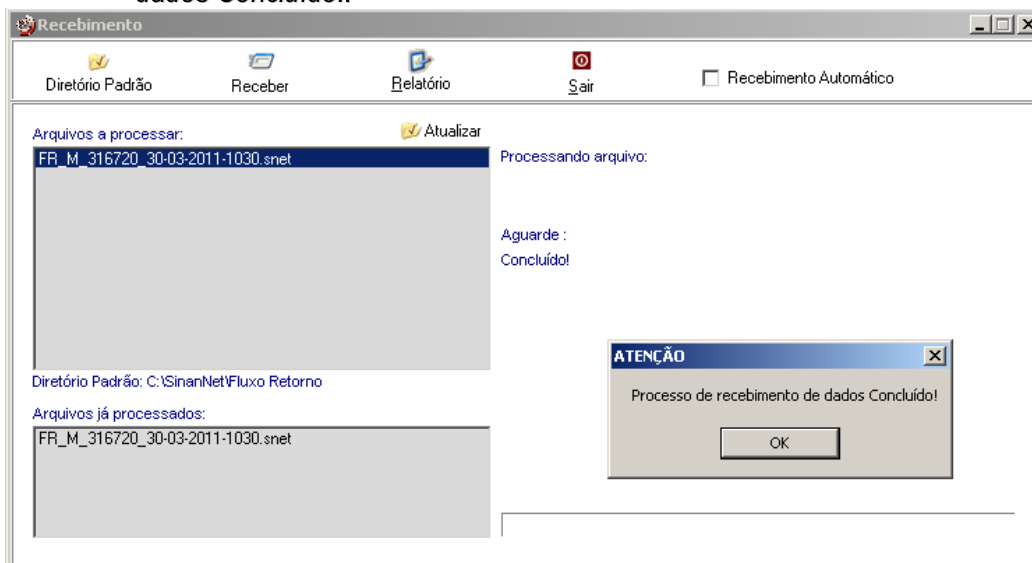 dados Concluído!.
Recebimento
Diretório Padrão Receber Relatório Sair Recebimento Automático
Arquivos a processar: Atualizar
FR_M_316720_30-03-2011-1030.snet
Processando arquivo:
Aguarde :
Concluído!
ATENÇÃO
Processo de recebimento de dados Concluído!
OK
Diretório Padrão: C:\SinanNet\Fluxo Retorno
Arquivos já processados:
FR_M_316720_30-03-2011-1030.snet